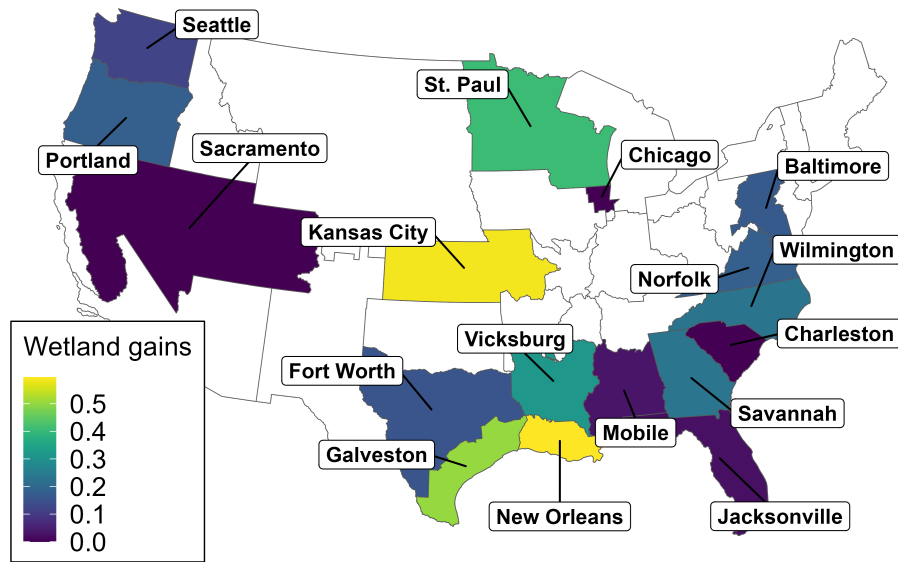 Seattle
St. Paul
Portland
Sacramento
Chicago
Baltimore
Kansas City
Wilmington
Norfolk
Charleston
Vicksburg
Fort Worth
Savannah
Mobile
Galveston
New Orleans
Jacksonville
Wetland gains
0.5
0.4
0.3
0.2
0.1
0.0